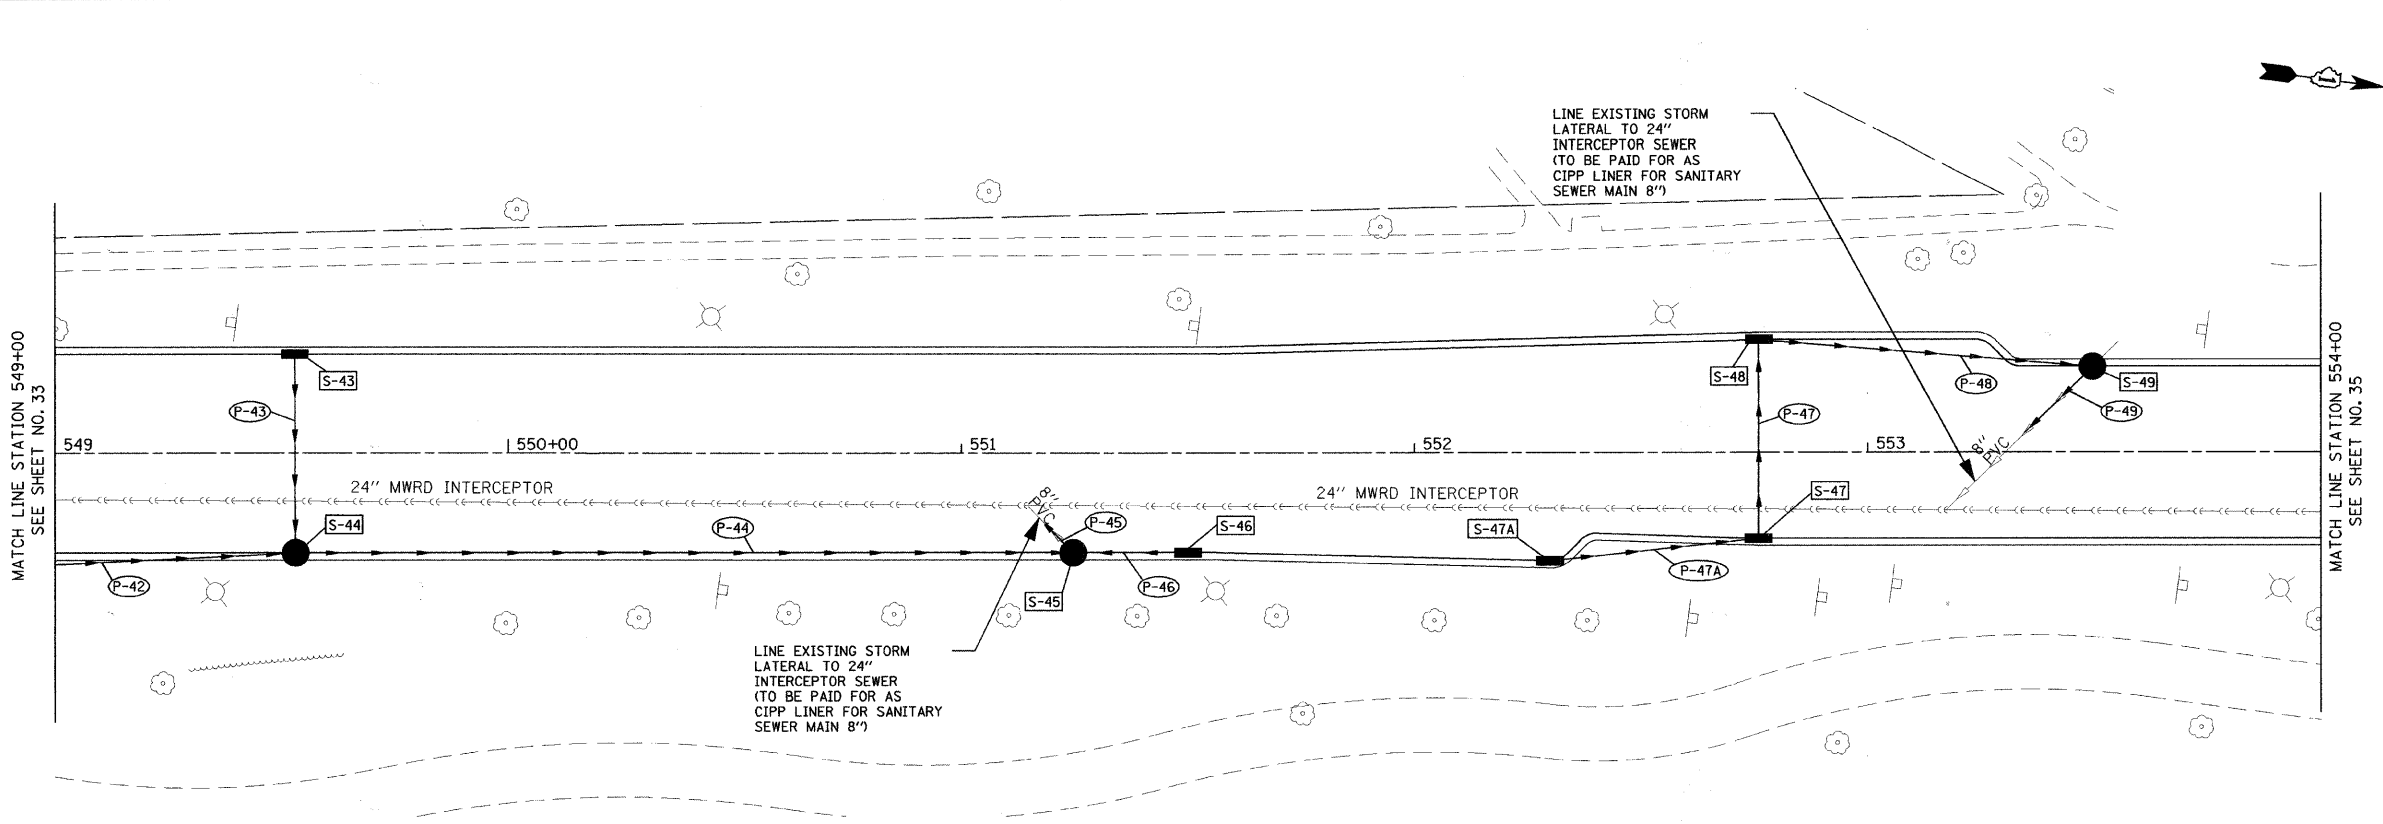 LINE EXISTING STORM
LATERAL TO 24"
INTERCEPTOR SEWER
(TO BE PAID FOR AS
CIPP LINER FOR SANITARY
SEWER MAIN 8")
MATCH LINE STATION 549+00
SEE SHEET NO. 33
MATCH LINE STATION 554+00
SEE SHEET NO. 35
S-43
S-48
P-48
S-49
P-43
P-47
P-49
549
550+00
551
552
553
8"
PVC
24" MWRD INTERCEPTOR
24" MWRD INTERCEPTOR
8"
PVC
S-47
S-44
P-44
P-45
S-46
S-47A
P-42
S-45
P-46
P-47A
LINE EXISTING STORM
LATERAL TO 24"
INTERCEPTOR SEWER
(TO BE PAID FOR AS
CIPP LINER FOR SANITARY
SEWER MAIN 8")